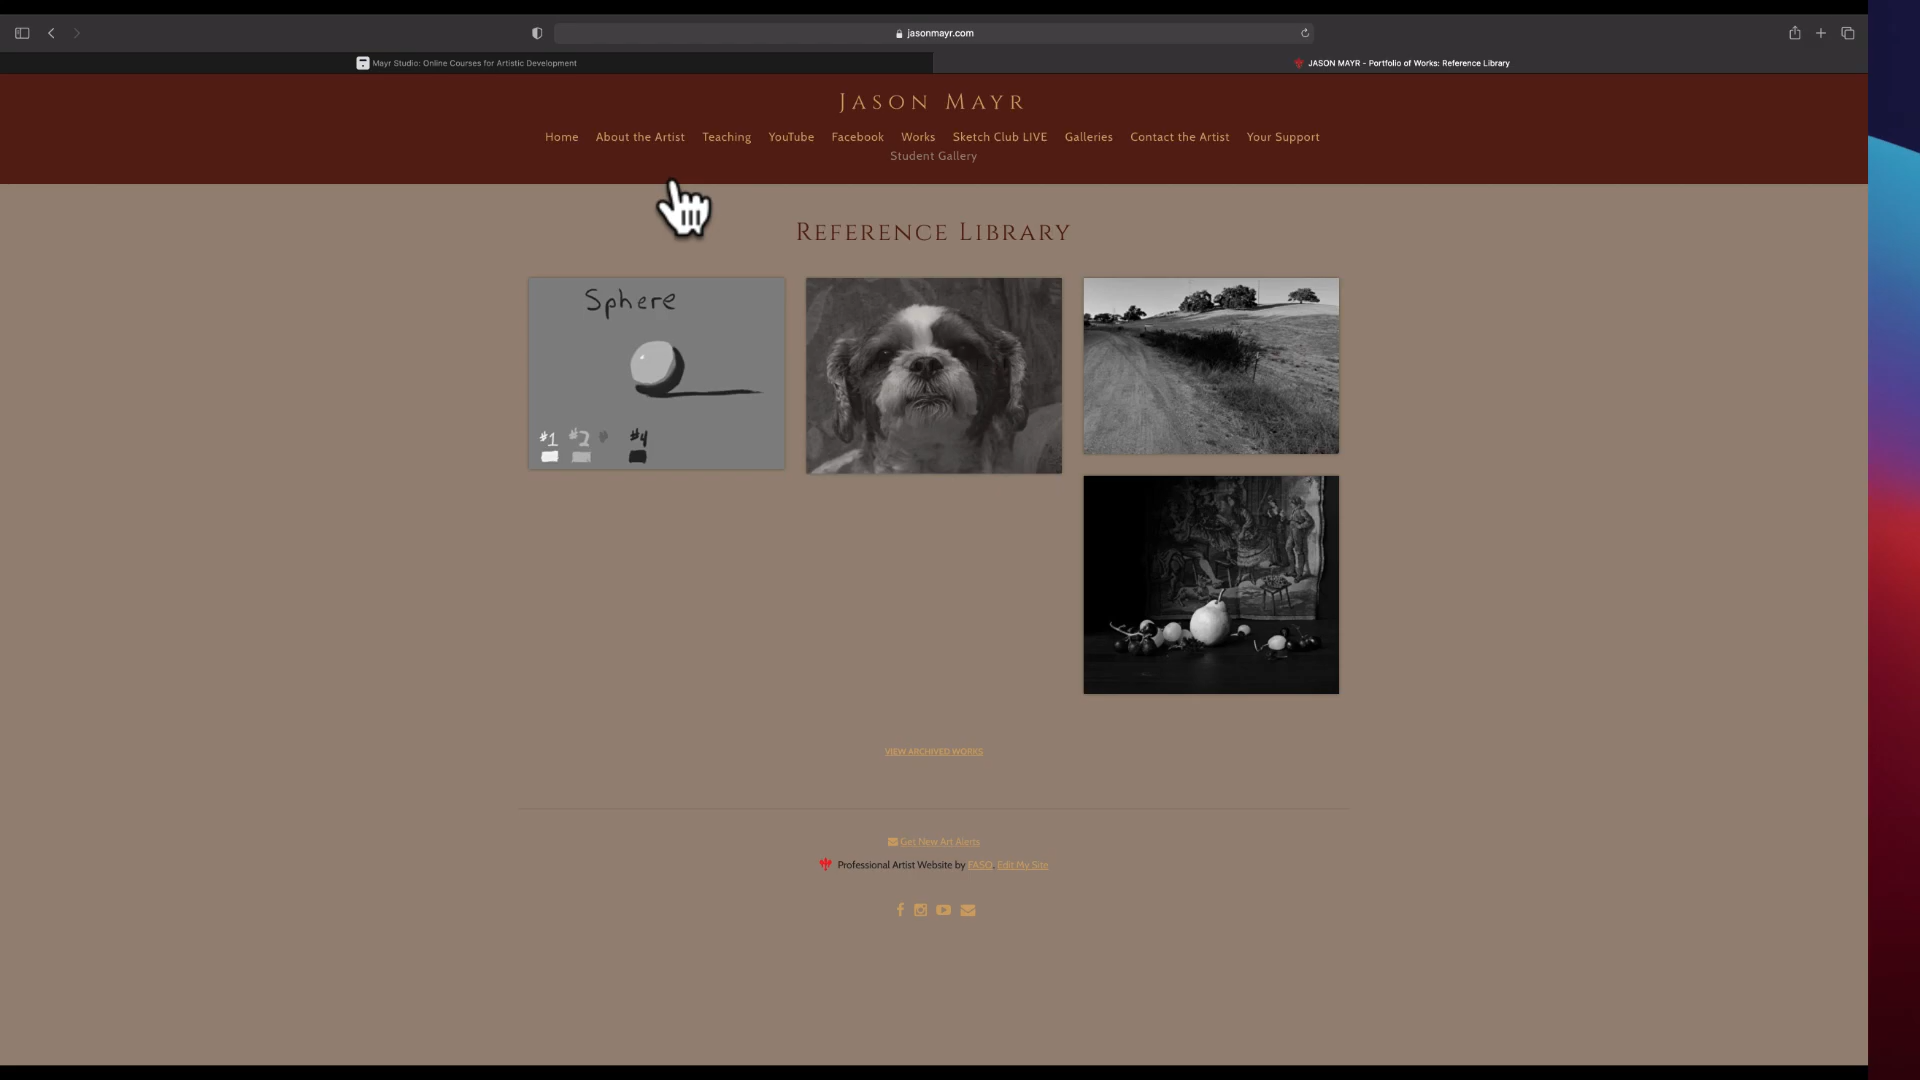 jasonmayr.com
Mayr Studio: Online Courses for Artistic Development
JASON MAYR - Portfolio of Works: Reference Library
JASON MAYR
Home About the Artist Teaching YouTube Facebook Works Sketch Club LIVE Galleries Contact the Artist Your Support
Student Gallery
REFERENCE LIBRARY
Sphere
#1 #2 #4
VIEW ARCHIVED WORKS
Get New Art Alerts
Professional Artist Website by FASO Edit My Site